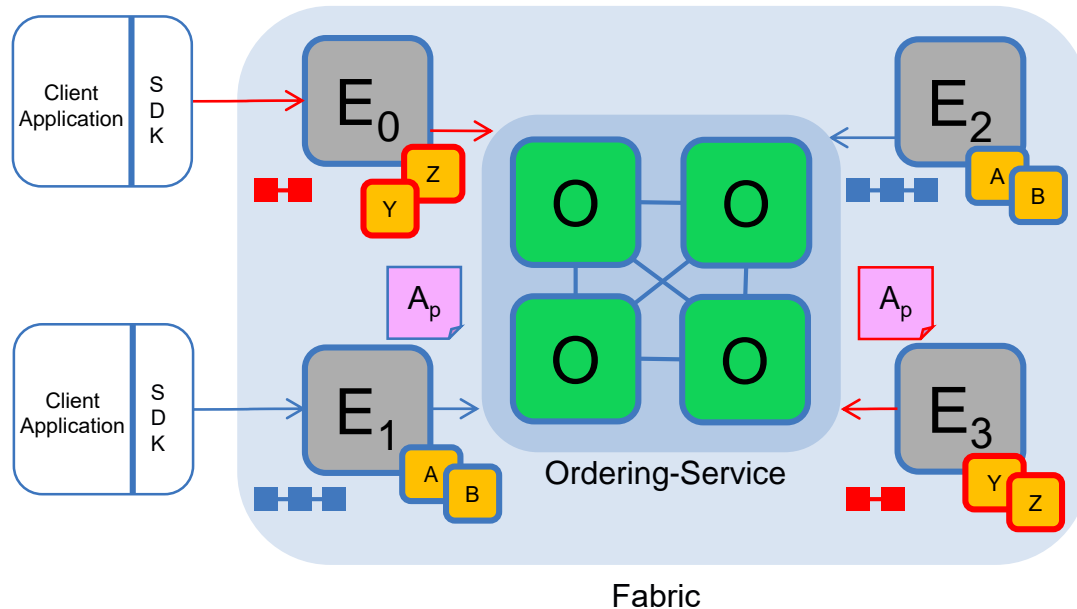 Client
Application
S
D
K
E0
Z
Y
E2
A
B
O
O
Ap
O
O
Ap
Client
Application
S
D
K
E1
A
B
E3
Y
Z
Ordering-Service
Fabric